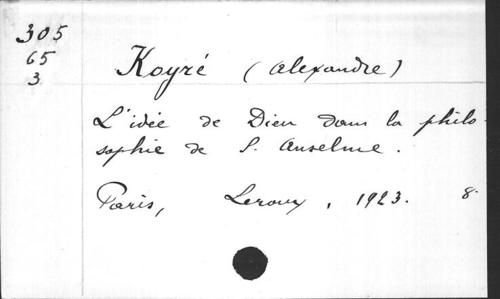 305
65
3
Koyré (Alexandre)
L'idée de Dieu dans la philo-
sophie de S. Anselme.
Paris, Leroux, 1923. 8.